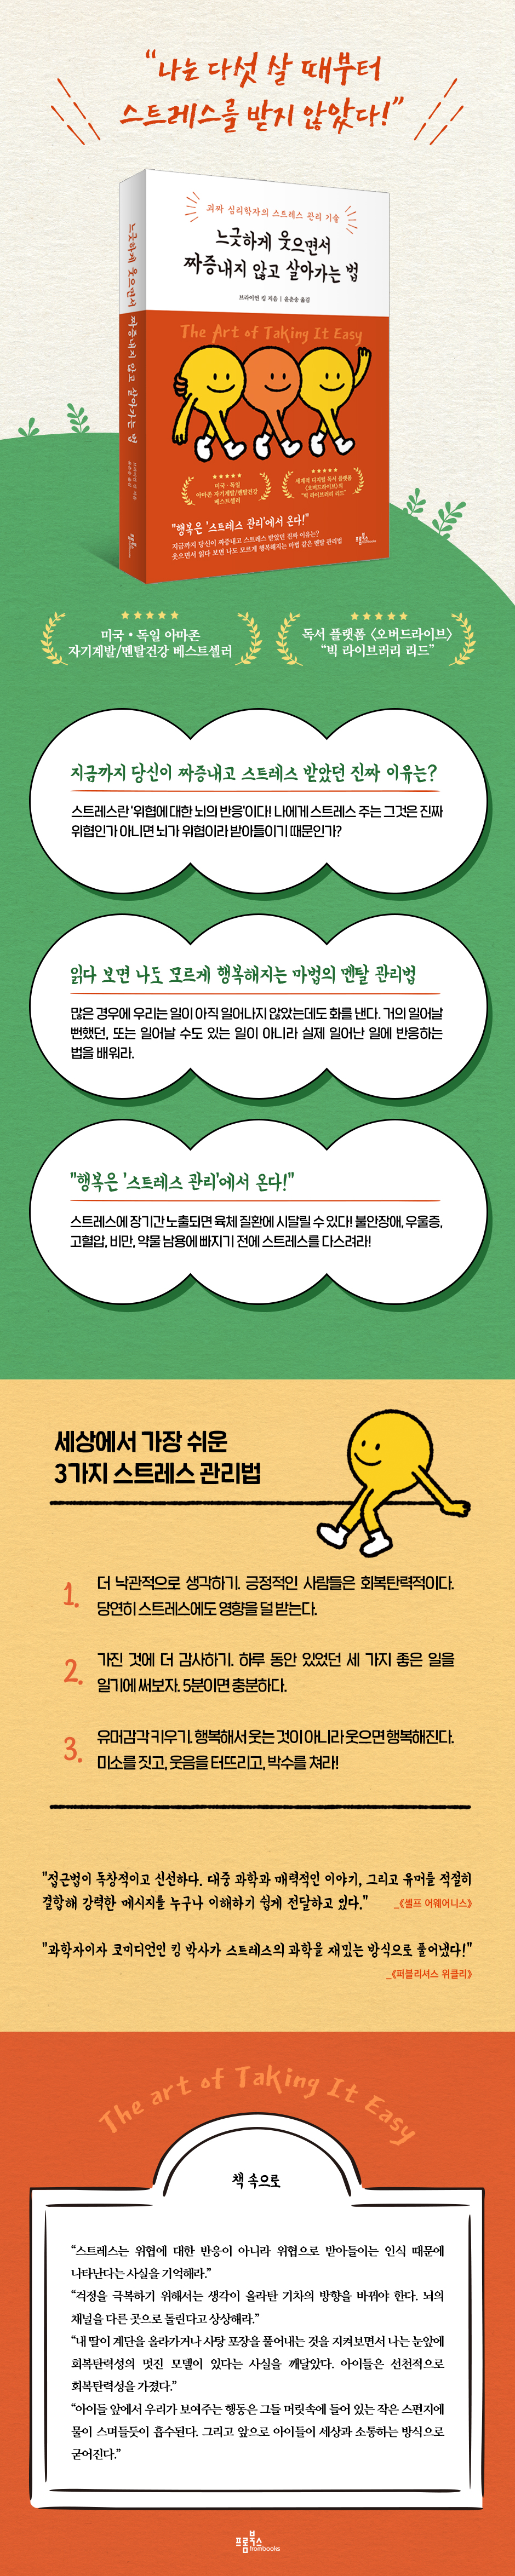 “나는 다섯 살 때부터
스트레스를 받지 않았다!”
괴짜 심리학자의 스트레스 관리 기술
느긋하게 웃으면서
짜증내지 않고 살아가는 법
브라이언 킹 지음 | 윤춘송 옮김
The Art of Taking It Easy
미국·독일
아마존 자기계발/멘탈건강
베스트셀러
세계적 디지털 독서 플랫폼
〈오버드라이브〉의
“빅 라이브러리 리드”
"행복은 '스트레스 관리'에서 온다!"
지금까지 당신이 짜증내고 스트레스 받았던 진짜 이유는?
웃으면서 읽다 보면 나도 모르게 행복해지는 마법 같은 멘탈 관리법
프롬북스
frombooks
느긋하게 웃으면서 짜증내지 않고 살아가는 법
미국·독일 아마존
자기계발/멘탈건강 베스트셀러
독서 플랫폼 〈오버드라이브〉
“빅 라이브러리 리드”
지금까지 당신이 짜증내고 스트레스 받았던 진짜 이유는?
스트레스란 ‘위협에 대한 뇌의 반응’이다! 나에게 스트레스 주는 그것은 진짜
위협인가 아니면 뇌가 위협이라 받아들이기 때문인가?
읽다 보면 나도 모르게 행복해지는 마법의 멘탈 관리법
많은 경우에 우리는 일이 아직 일어나지 않았는데도 화를 낸다. 거의 일어날
뻔했던, 또는 일어날 수도 있는 일이 아니라 실제 일어난 일에 반응하는
법을 배워라.
"행복은 '스트레스 관리'에서 온다!"
스트레스에 장기간 노출되면 육체 질환에 시달릴 수 있다! 불안장애, 우울증,
고혈압, 비만, 약물 남용에 빠지기 전에 스트레스를 다스려라!
세상에서 가장 쉬운
3가지 스트레스 관리법
1. 더 낙관적으로 생각하기. 긍정적인 사람들은 회복탄력적이다.
당연히 스트레스에도 영향을 덜 받는다.
2. 가진 것에 더 감사하기. 하루 동안 있었던 세 가지 좋은 일을
일기에 써보자. 5분이면 충분하다.
3. 유머감각 키우기. 행복해서 웃는 것이 아니라 웃으면 행복해진다.
미소를 짓고, 웃음을 터뜨리고, 박수를 쳐라!
"접근법이 독창적이고 신선하다. 대중 과학과 매력적인 이야기, 그리고 유머를 적절히
결합해 강력한 메시지를 누구나 이해하기 쉽게 전달하고 있다." _《셀프 어웨어니스》
"과학자이자 코미디언인 킹 박사가 스트레스의 과학을 재밌는 방식으로 풀어냈다!"
_《퍼블리셔스 위클리》
The art of Taking It Easy
책 속으로
“스트레스는 위협에 대한 반응이 아니라 위협으로 받아들이는 인식 때문에
나타난다는 사실을 기억해라.”
“걱정을 극복하기 위해서는 생각이 올라탄 기차의 방향을 바꿔야 한다. 뇌의
채널을 다른 곳으로 돌린다고 상상해라.”
“내 딸이 계단을 올라가거나 사탕 포장을 풀어내는 것을 지켜보면서 나는 눈앞에
회복탄력성의 멋진 모델이 있다는 사실을 깨달았다. 아이들은 선천적으로
회복탄력성을 가졌다.”
“아이들 앞에서 우리가 보여주는 행동은 그들 머릿속에 들어 있는 작은 스펀지에
물이 스며들듯이 흡수된다. 그리고 앞으로 아이들이 세상과 소통하는 방식으로
굳어진다.”
프롬북스
frombooks